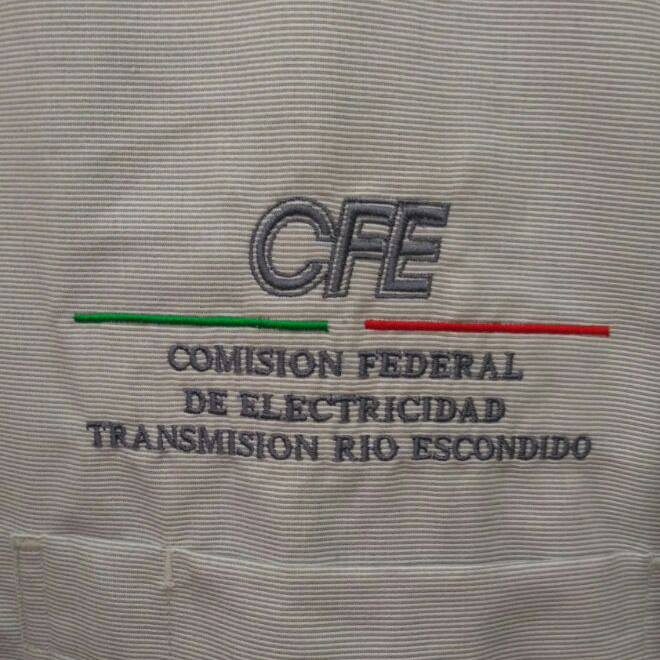 CFE
COMISION FEDERAL
DE ELECTRICIDAD
TRANSMISION RIO ESCONDIDO